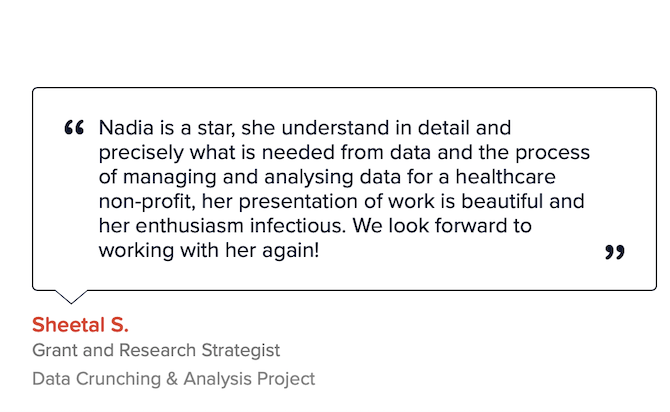 “ Nadia is a star, she understand in detail and
precisely what is needed from data and the process
of managing and analysing data for a healthcare
non-profit, her presentation of work is beautiful and
her enthusiasm infectious. We look forward to
working with her again! ”
Sheetal S.
Grant and Research Strategist
Data Crunching & Analysis Project